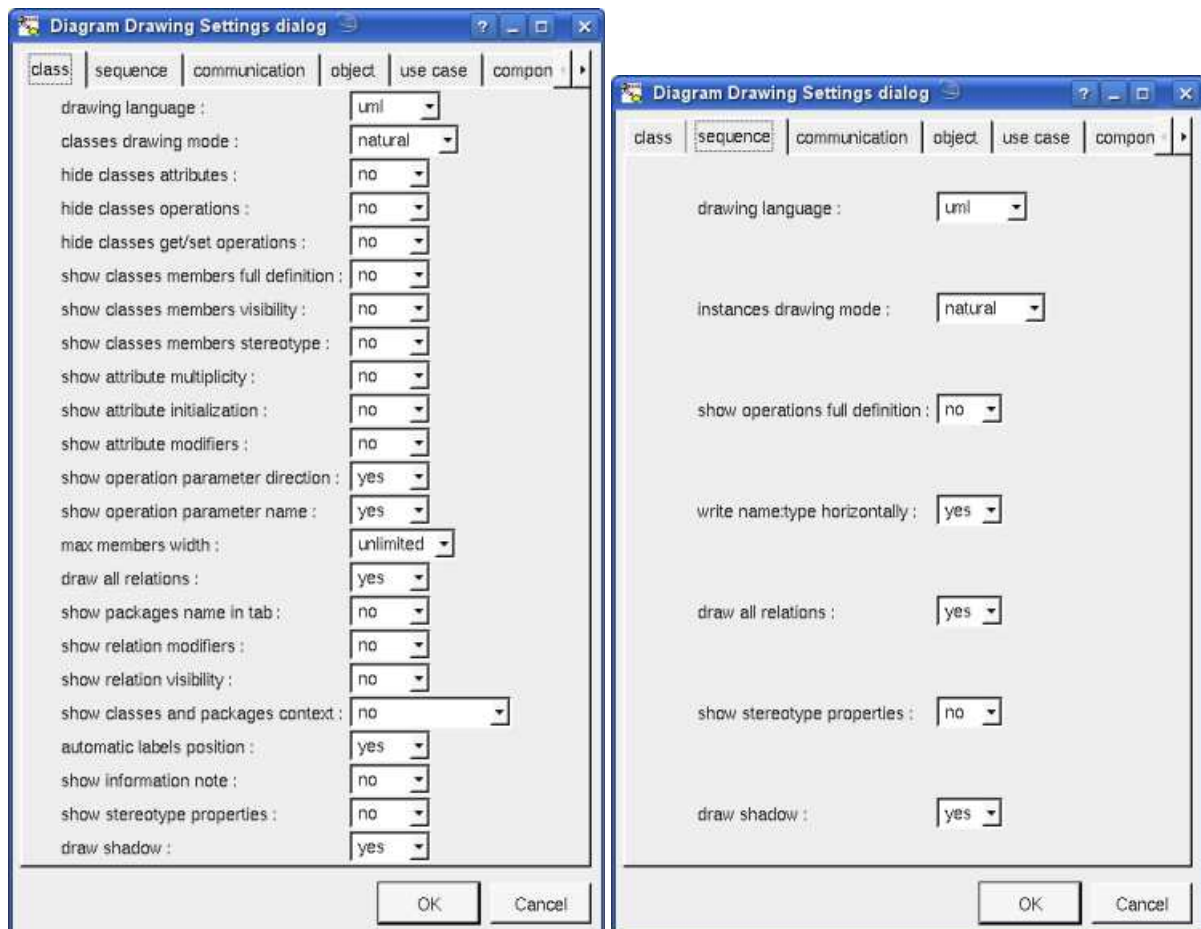 Diagram Drawing Settings dialog
class sequence communication object use case compon
drawing language : uml
classes drawing mode : natural
hide classes attributes : no
hide classes operations : no
hide classes get/set operations : no
show classes members full definition : no
show classes members visibility : no
show classes members stereotype : no
show attribute multiplicity : no
show attribute initialization : no
show attribute modifiers : no
show operation parameter direction : yes
show operation parameter name : yes
max members width : unlimited
draw all relations : yes
show packages name in tab : no
show relation modifiers : no
show relation visibility : no
show classes and packages context : no
automatic labels position : yes
show information note : no
show stereotype properties : no
draw shadow : yes
OK Cancel
Diagram Drawing Settings dialog
class sequence communication object use case compon
drawing language : uml
instances drawing mode : natural
show operations full definition : no
write name:type horizontally : yes
draw all relations : yes
show stereotype properties : no
draw shadow : yes
OK Cancel